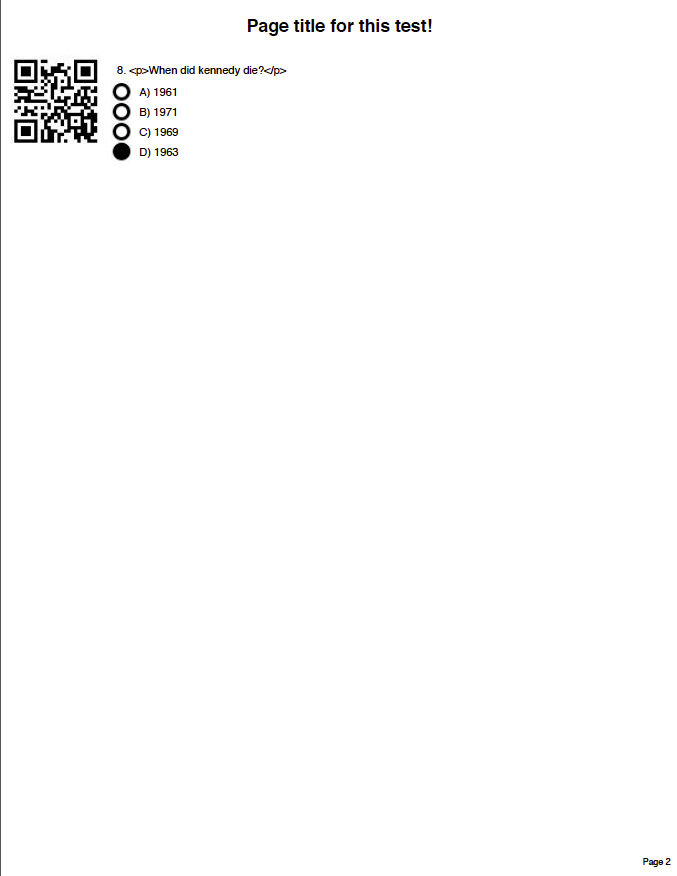 Page title for this test!
8. <p>When did kennedy die?</p>
A) 1961
B) 1971
C) 1969
D) 1963
Page 2